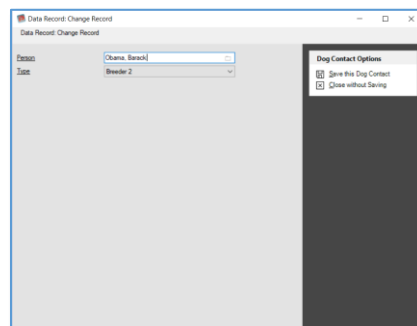 Data Record: Change Record
Data Record: Change Record
Person Obama, Barack
Type Breeder 2
Dog Contact Options
Save this Dog Contact
Close without Saving